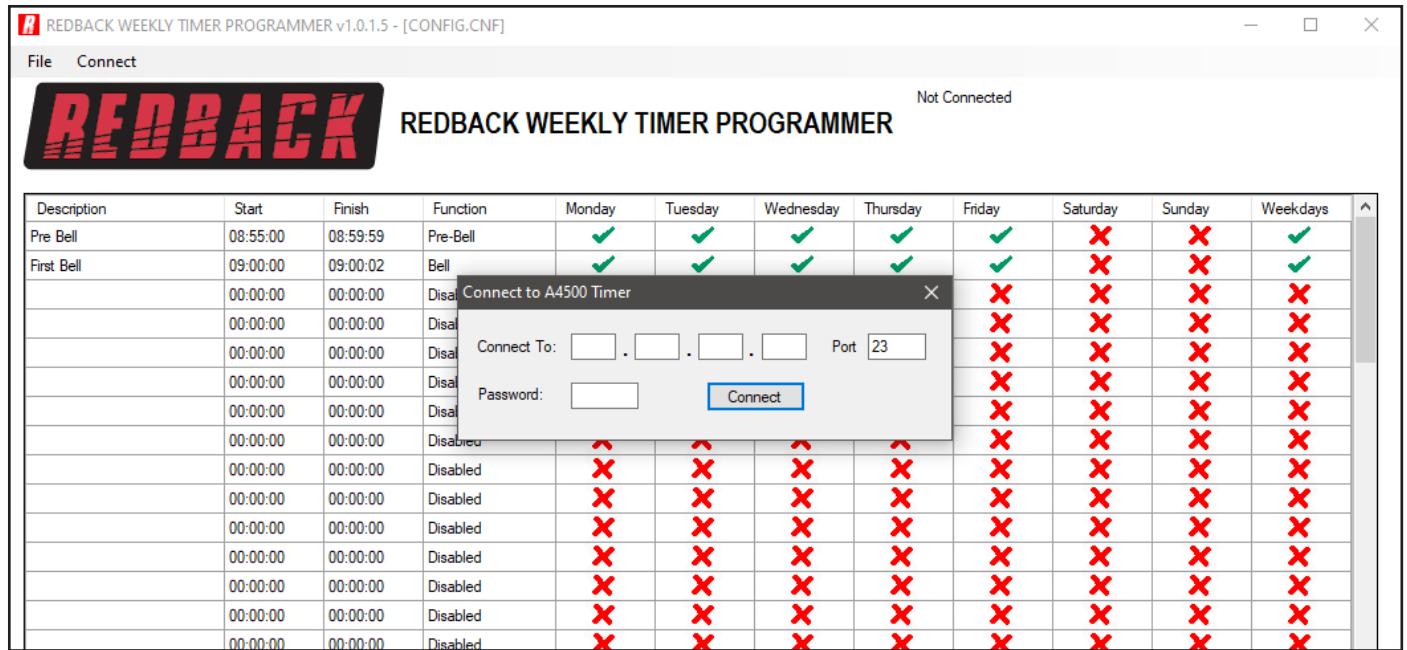 REDBACK WEEKLY TIMER PROGRAMMER v1.0.1.5 - [CONFIG.CNF]
File Connect
REDBACK
REDBACK WEEKLY TIMER PROGRAMMER
Not Connected
Description Start Finish Function Monday Tuesday Wednesday Thursday Friday Saturday Sunday Weekdays
Pre Bell 08:55:00 08:59:59 Pre-Bell
First Bell 09:00:00 09:00:02 Bell
00:00:00 00:00:00 Disal
00:00:00 00:00:00 Disal
00:00:00 00:00:00 Disal
00:00:00 00:00:00 Disal
00:00:00 00:00:00 Disal
00:00:00 00:00:00 Disabled
00:00:00 00:00:00 Disabled
00:00:00 00:00:00 Disabled
00:00:00 00:00:00 Disabled
00:00:00 00:00:00 Disabled
00:00:00 00:00:00 Disabled
00:00:00 00:00:00 Disabled
00:00:00 00:00:00 Disabled
Connect to A4500 Timer
Connect To: . . . Port 23
Password: Connect